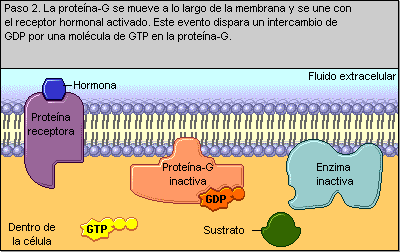 Paso 2. La proteína-G se mueve a lo largo de la membrana y se une con
el receptor hormonal activado. Este evento dispara un intercambio de
GDP por una molécula de GTP en la proteína-G.
Hormona
Fluido extracelular
Proteína
receptora
Proteína-G
inactiva
GDP
Enzima
inactiva
Dentro de
la célula
GTP
Sustrato